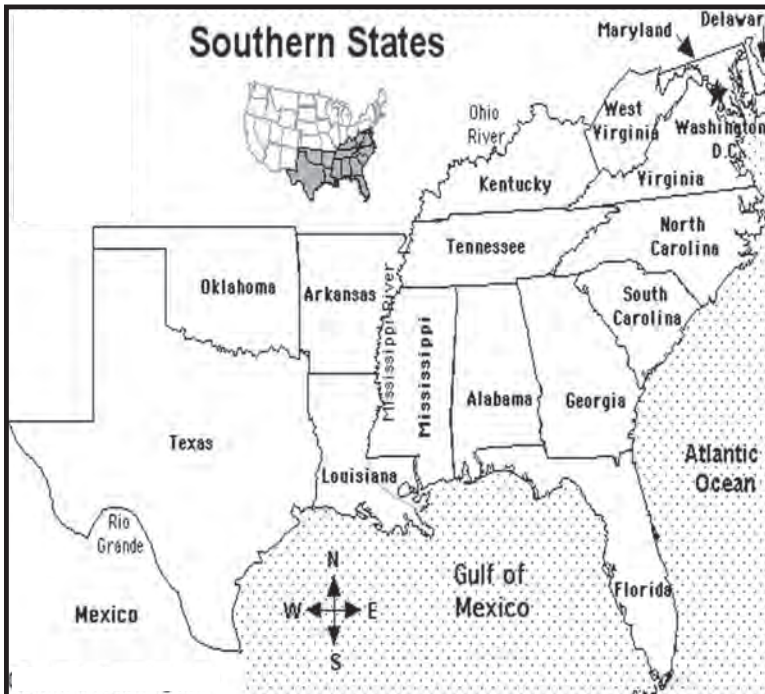 Southern States
Maryland
Delawar
Ohio
River
West
Virginia
Washington
D.C.
Kentucky
Virginia
Tennessee
North
Carolina
Oklahoma
Arkansas
Mississippi River
South
Carolina
Mississippi
Alabama
Georgia
Texas
Louisiana
Atlantic
Ocean
Rio
Grande
Gulf of
Mexico
Florida
Mexico
N
W
E
S